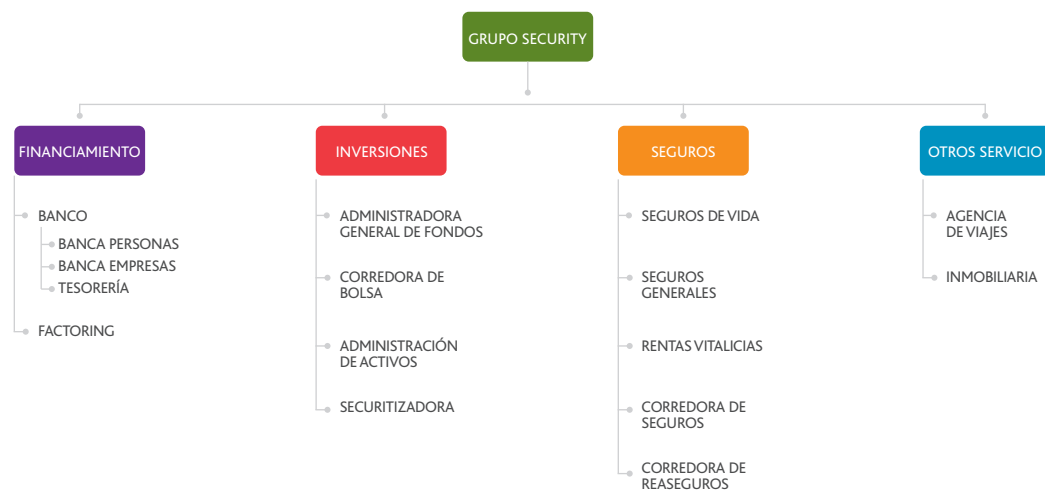 GRUPO SECURITY
FINANCIAMIENTO
BANCO
BANCA PERSONAS
BANCA EMPRESAS
TESORERÍA
FACTORING
INVERSIONES
ADMINISTRADORA
GENERAL DE FONDOS
CORREDORA DE
BOLSA
ADMINISTRACIÓN
DE ACTIVOS
SECURITIZADORA
SEGUROS
SEGUROS DE VIDA
SEGUROS
GENERALES
RENTAS VITALICIAS
CORREDORA DE
SEGUROS
CORREDORA DE
REASEGUROS
OTROS SERVICIO
AGENCIA
DE VIAJES
INMOBILIARIA